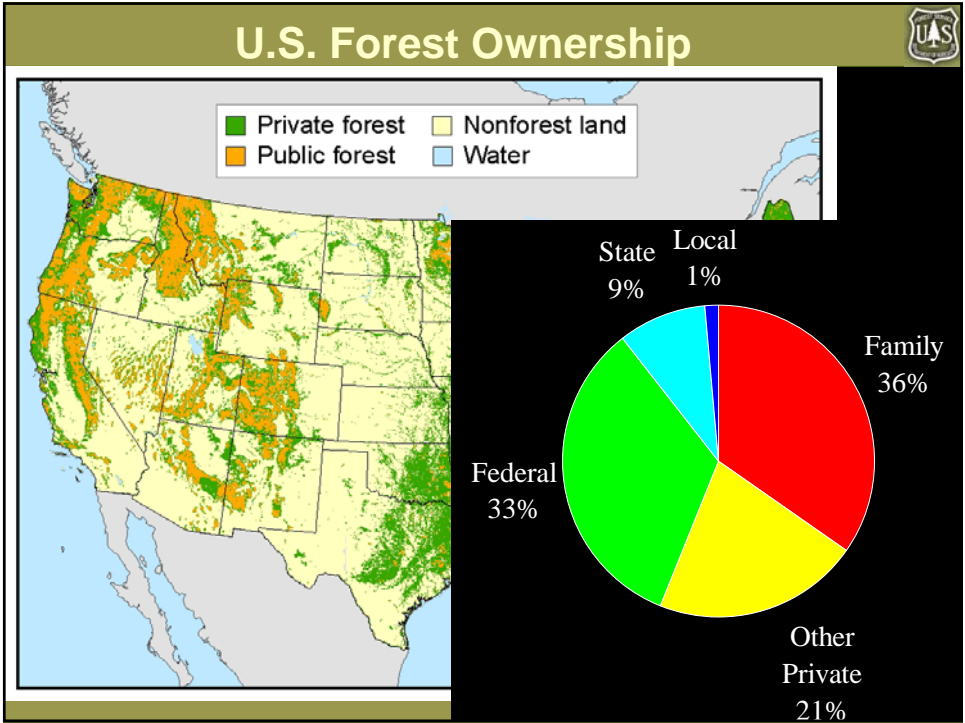 U.S. Forest Ownership
UAS
Private forest
Nonforest land
Public forest
Water
State
9%
Local
1%
Family
36%
Federal
33%
Other
Private
21%